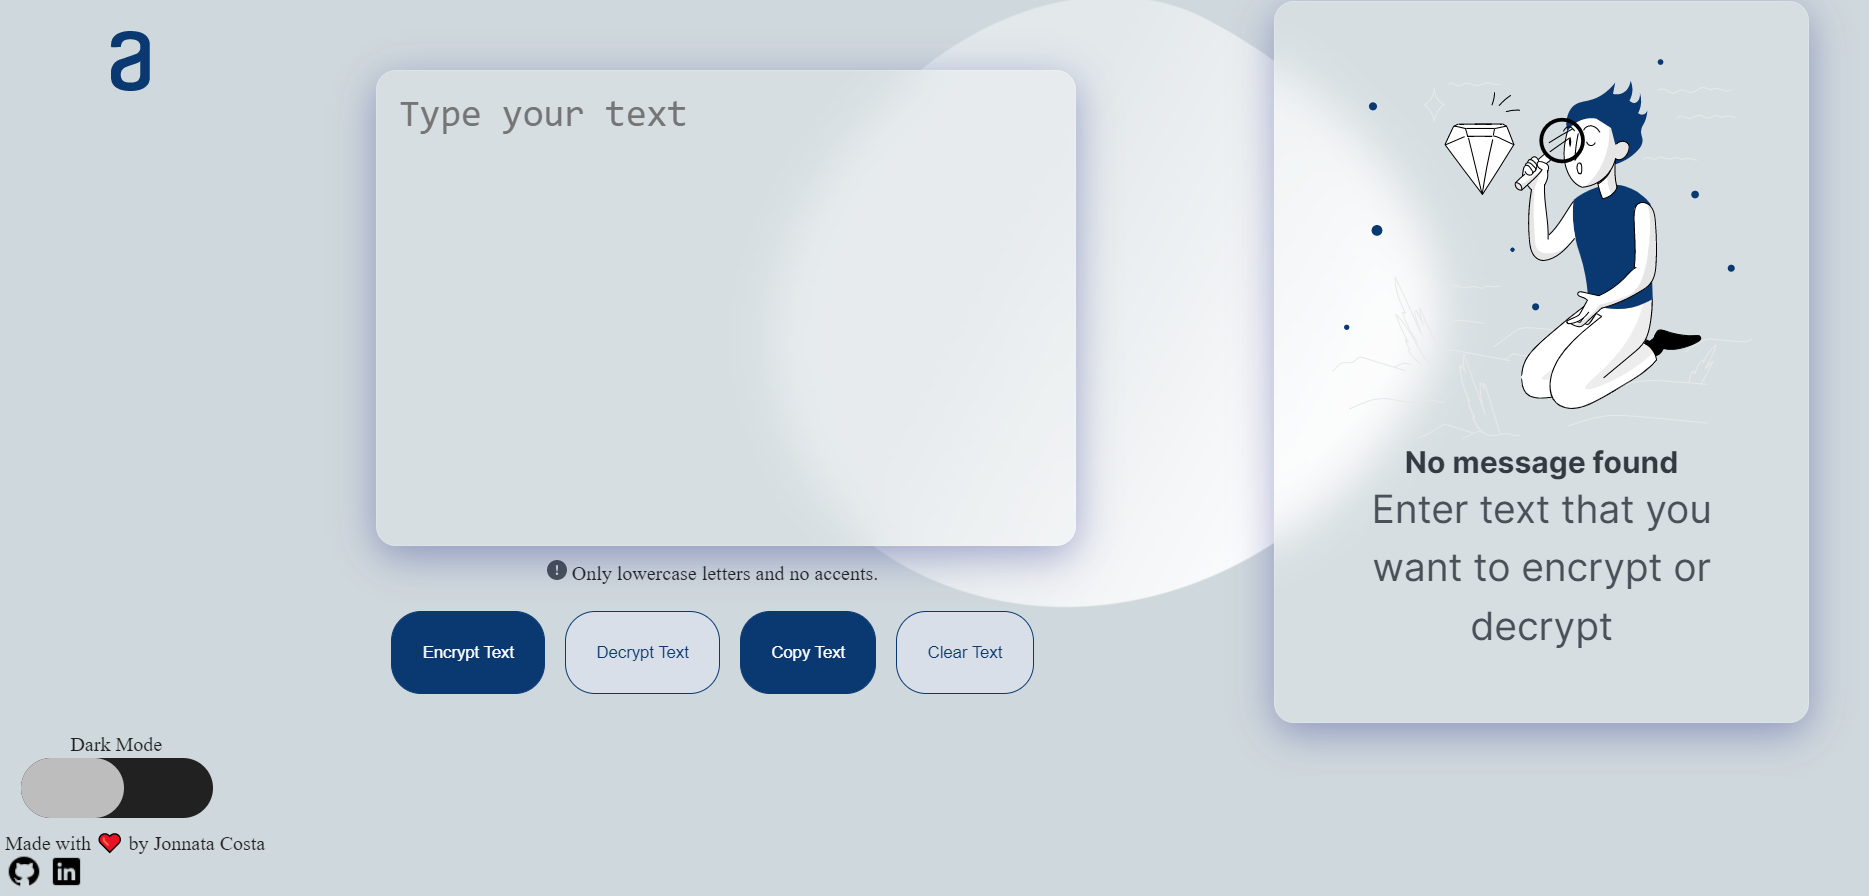 a
Type your text
Only lowercase letters and no accents.
Encrypt Text
Decrypt Text
Copy Text
Clear Text
No message found
Enter text that you
want to encrypt or
decrypt
Dark Mode
Made with ❤️ by Jonnata Costa
in